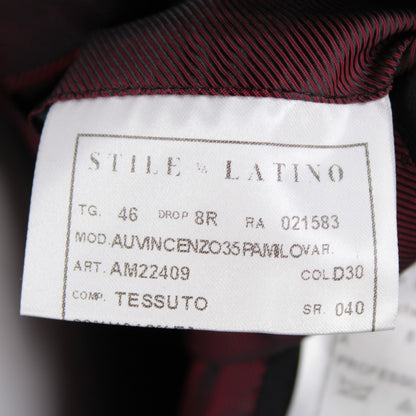 STILE LATINO
TG. 46 DROP 8R RA 021583
MOD. AUVINCENZO35PAMILO VAR.
ART. AM22409 COL D30
COMP. TESSUTO SR. 040
PROFESS